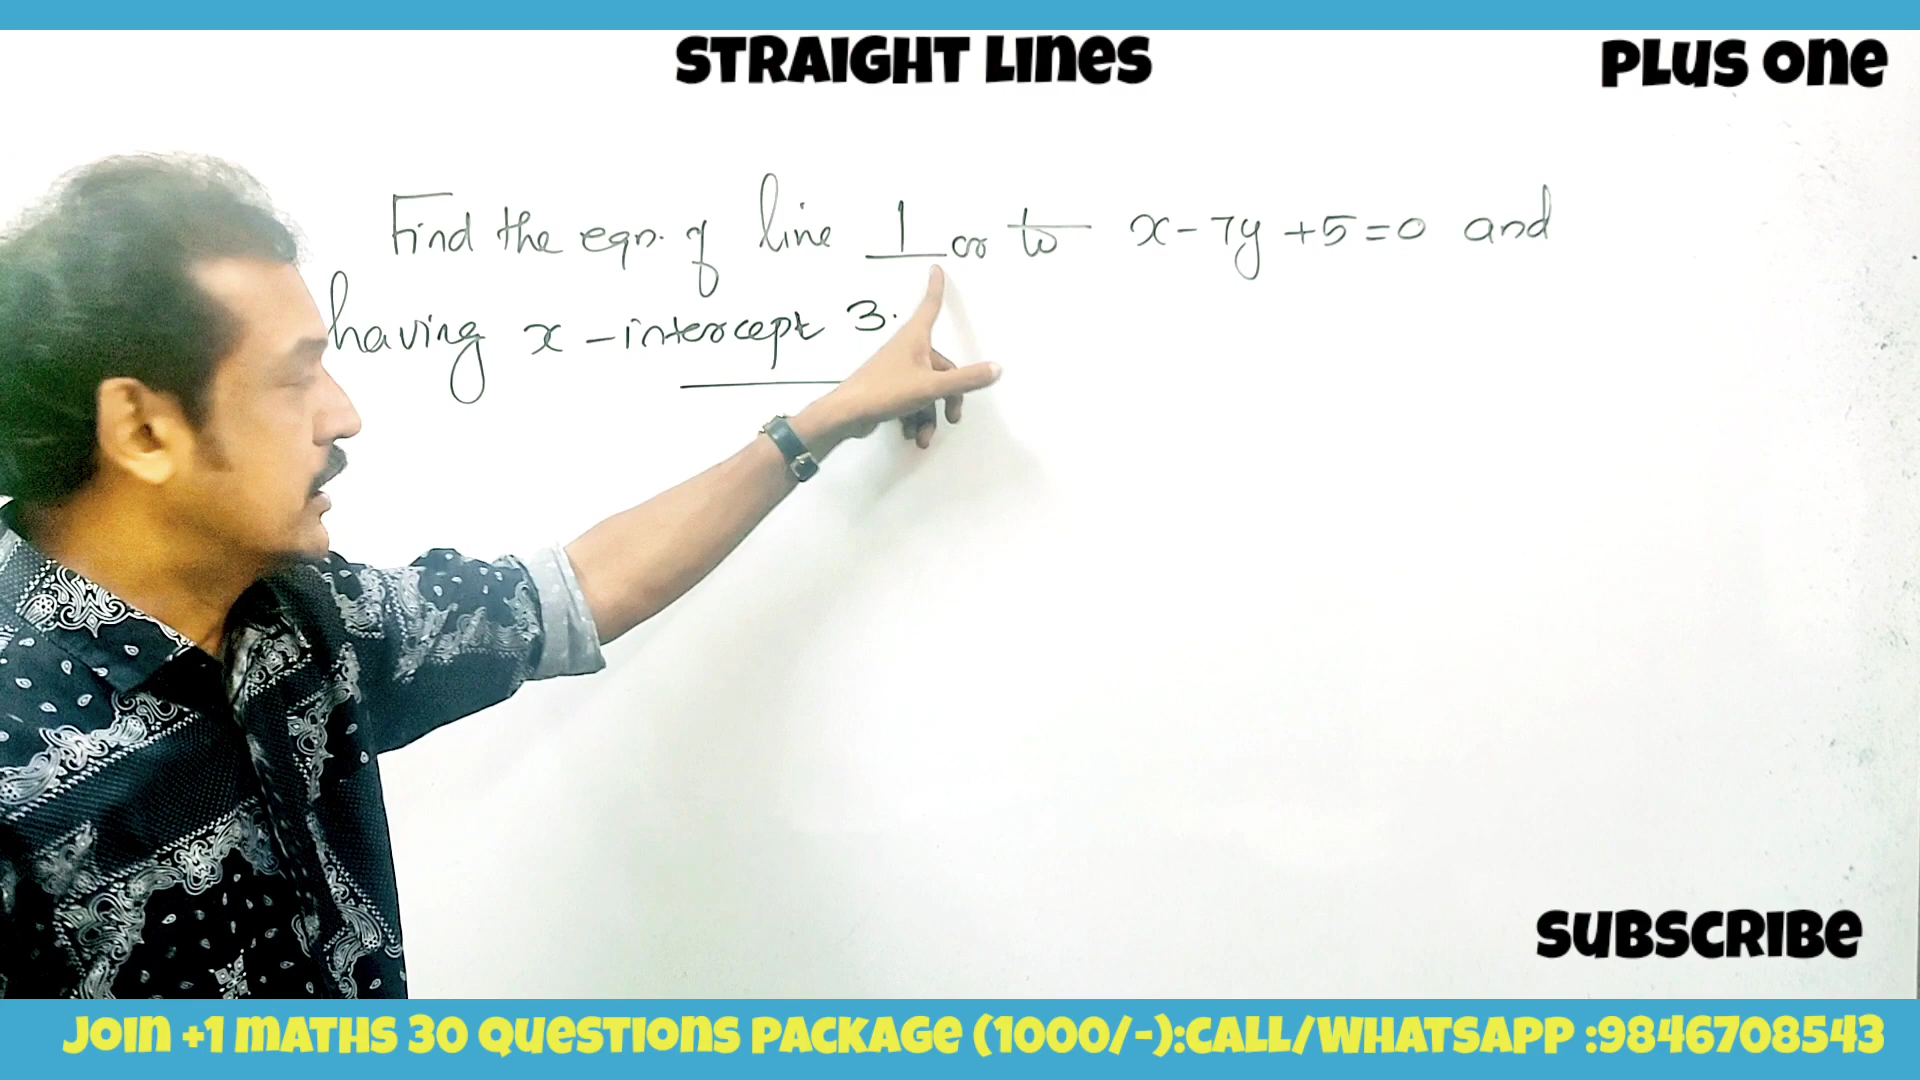 STRAIGHT LINES
PLUS ONE
Find the eqn. of line ⊥or to x-7y+5=0 and
having x-intercept 3.
SUBSCRIBE
JOIN +1 MATHS 30 QUESTIONS PACKAGE (1000/-):CALL/WHATSAPP :9846708543